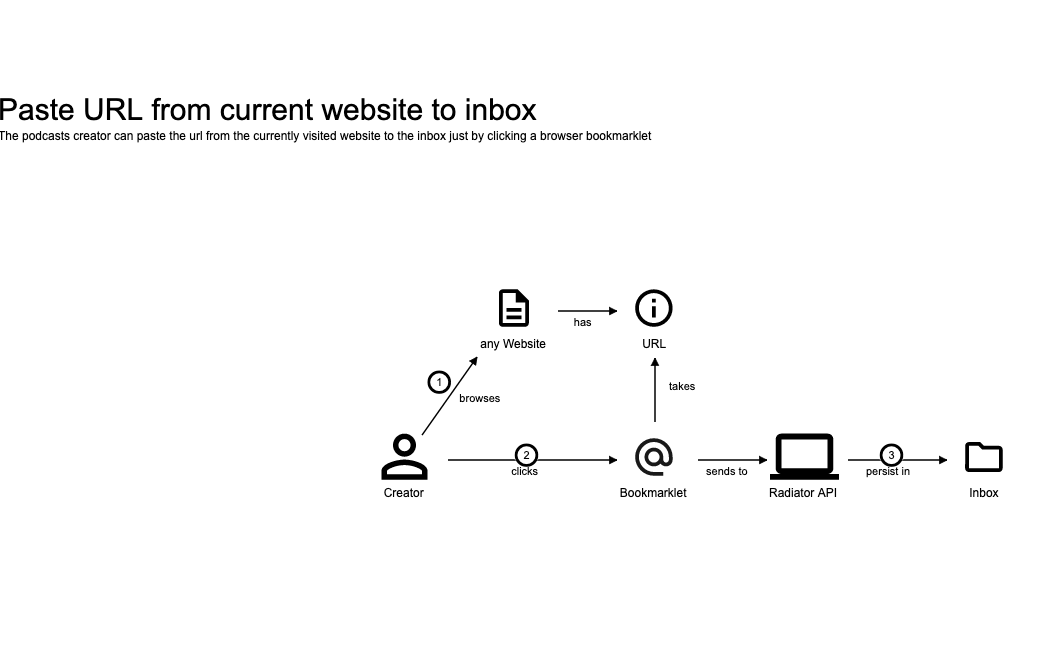 Paste URL from current website to inbox
The podcasts creator can paste the url from the currently visited website to the inbox just by clicking a browser bookmarklet
has
any Website
URL
1
browses
takes
2
clicks
sends to
3
persist in
Creator
Bookmarklet
Radiator API
Inbox